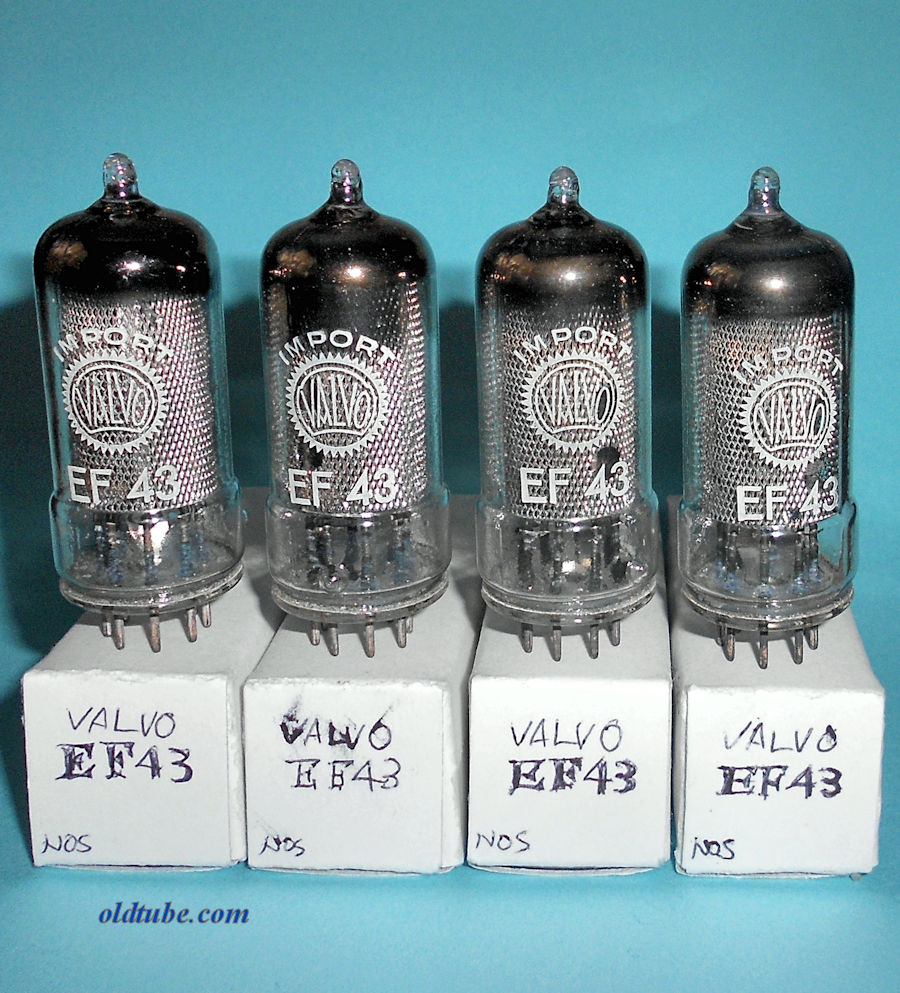 IMPORT
VALVO
EF 43
IMPORT
VALVO
EF 43
IMPORT
VALVO
EF 43
IMPORT
VALVO
EF 43
VALVO
EF43
NOS
VALVO
EF43
NOS
VALVO
EF43
NOS
VALVO
EF43
NOS
oldtube.com